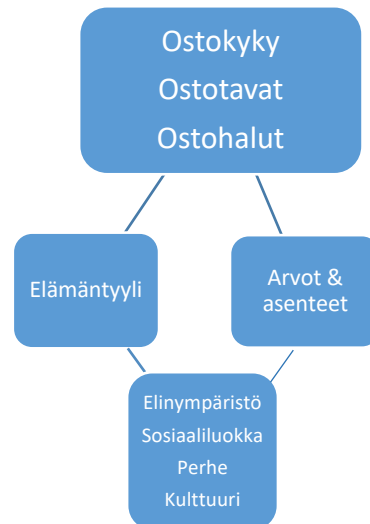 Ostokyky
Ostotavat
Ostohalut
Elämäntyyli
Arvot &
asenteet
Elinympäristö
Sosiaaliluokka
Perhe
Kulttuuri